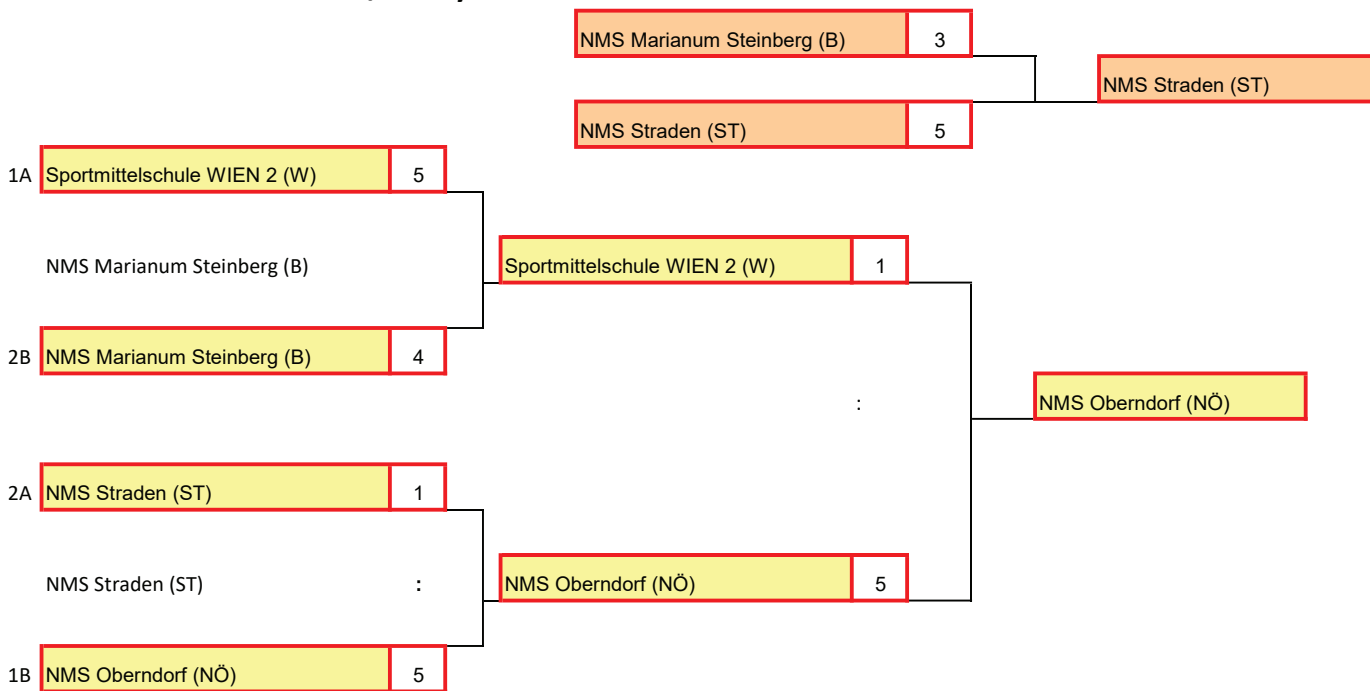 NMS Marianum Steinberg (B) 3
NMS Straden (ST)
NMS Straden (ST) 5
1A Sportmittelschule WIEN 2 (W) 5
NMS Marianum Steinberg (B)
Sportmittelschule WIEN 2 (W) 1
2B NMS Marianum Steinberg (B) 4
:
NMS Oberndorf (NÖ)
2A NMS Straden (ST) 1
NMS Straden (ST) :
NMS Oberndorf (NÖ) 5
1B NMS Oberndorf (NÖ) 5